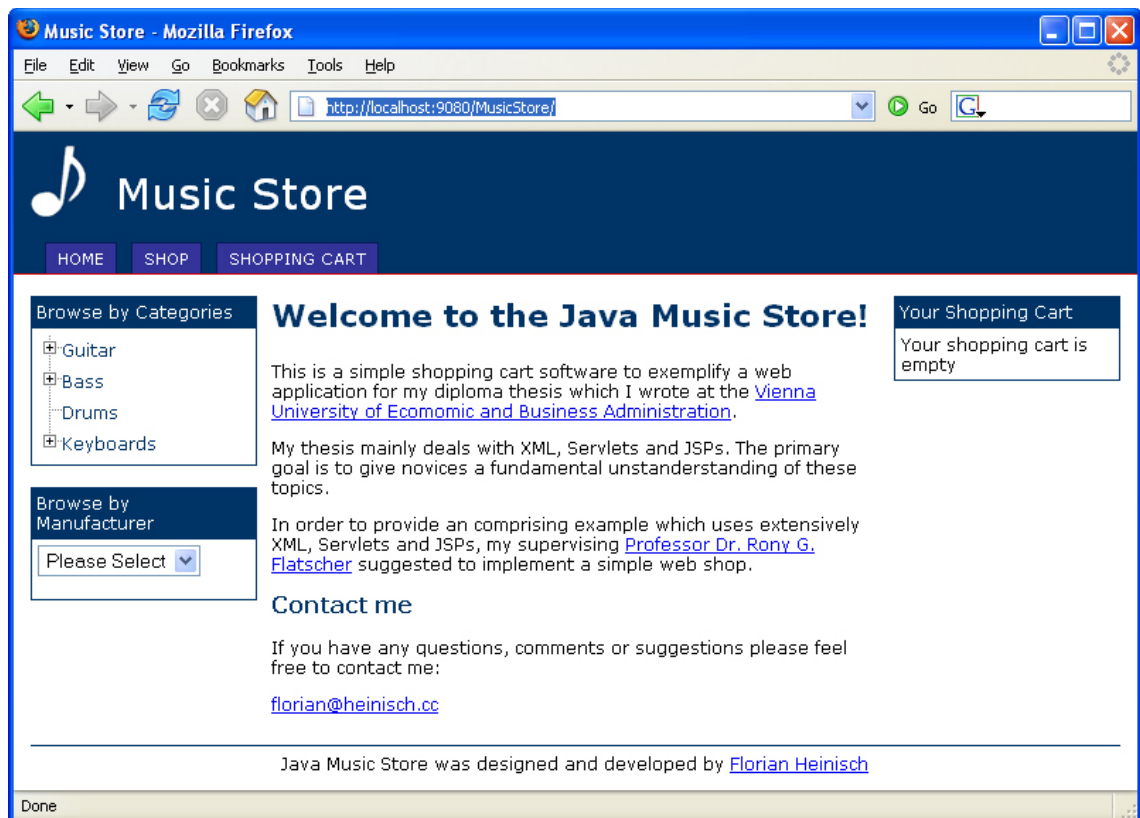 Music Store - Mozilla Firefox
File Edit View Go Bookmarks Tools Help
http://localhost:9080/MusicStore/
Go
G
Music Store
HOME
SHOP
SHOPPING CART
Browse by Categories
Guitar
Bass
Drums
Keyboards
Browse by
Manufacturer
Please Select
Welcome to the Java Music Store!
This is a simple shopping cart software to exemplify a web
application for my diploma thesis which I wrote at the Vienna
University of Ecomomic and Business Administration.
My thesis mainly deals with XML, Servlets and JSPs. The primary
goal is to give novices a fundamental unstanderstanding of these
topics.
In order to provide an comprising example which uses extensively
XML, Servlets and JSPs, my supervising Professor Dr. Rony G.
Flatscher suggested to implement a simple web shop.
Contact me
If you have any questions, comments or suggestions please feel
free to contact me:
florian@heinisch.cc
Your Shopping Cart
Your shopping cart is
empty
Java Music Store was designed and developed by Florian Heinisch
Done